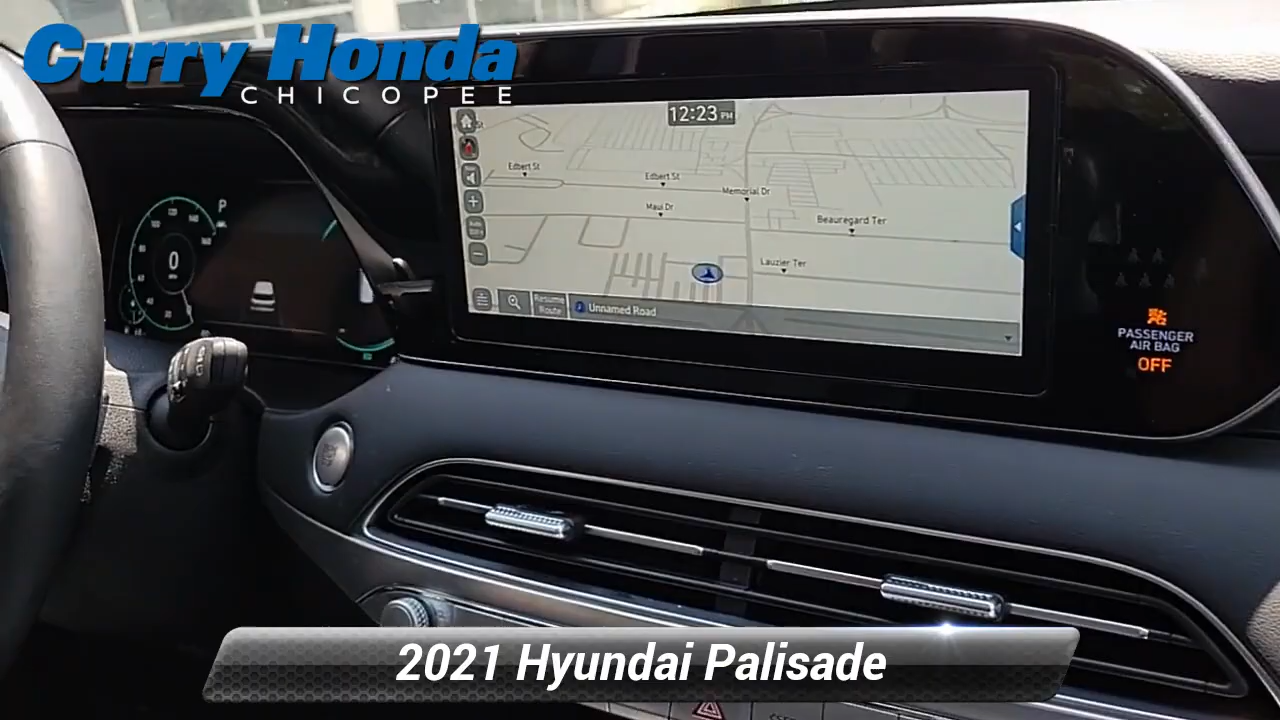 Curry Honda
CHICOPEE
12:23 PM
Edbert St
Edbert St
Memorial Dr
Maui Dr
Beauregard Ter
Lauzier Ter
Resume
Route
Unnamed Road
P
0
PASSENGER
AIR BAG
OFF
2021 Hyundai Palisade